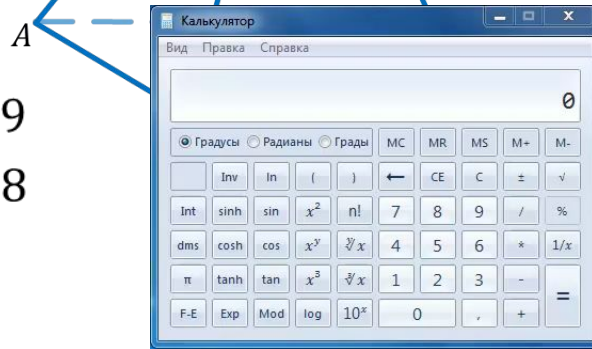 Калькулятор
A
Вид Правка Справка
0
9
Градусы Радианы Грады MC MR MS M+ M-
8
Inv ln ( ) ← CE C ± √
Int sinh sin x² n! 7 8 9 / %
dms cosh cos xʸ ʸ√x 4 5 6 * 1/x
π tanh tan x³ ³√x 1 2 3 - =
F-E Exp Mod log 10ˣ 0 , +